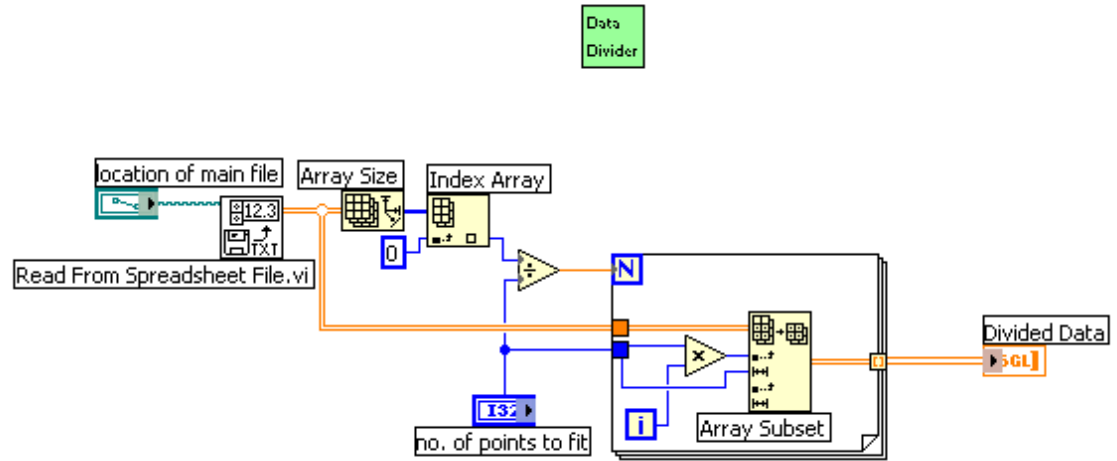 Data
Divider
location of main file
Array Size
Index Array
12.3
TXT
0
Read From Spreadsheet File.vi
N
Divided Data
SGL]
I32
i
Array Subset
no. of points to fit